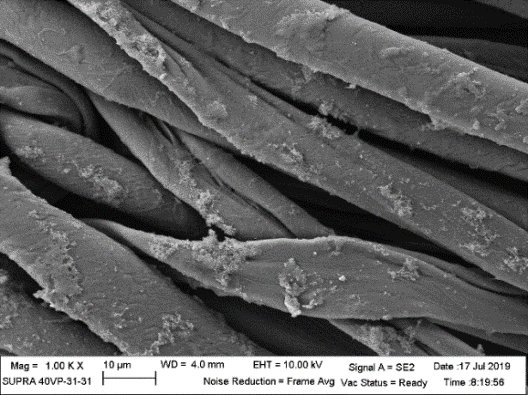 Mag = 1.00 K X 10 µm WD = 4.0 mm EHT = 10.00 kV Signal A = SE2 Date :17 Jul 2019
SUPRA 40VP-31-31 Noise Reduction = Frame Avg Vac Status = Ready Time :8:19:56